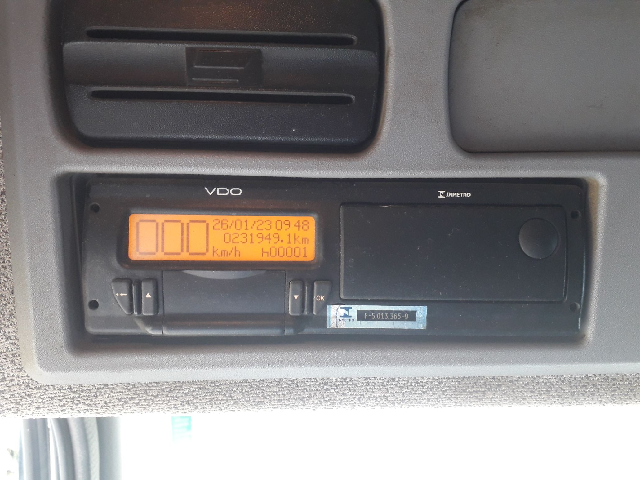 VDO
INMETRO
000
26/01/23 09 48
0231949.1km
km/h h00001
OK